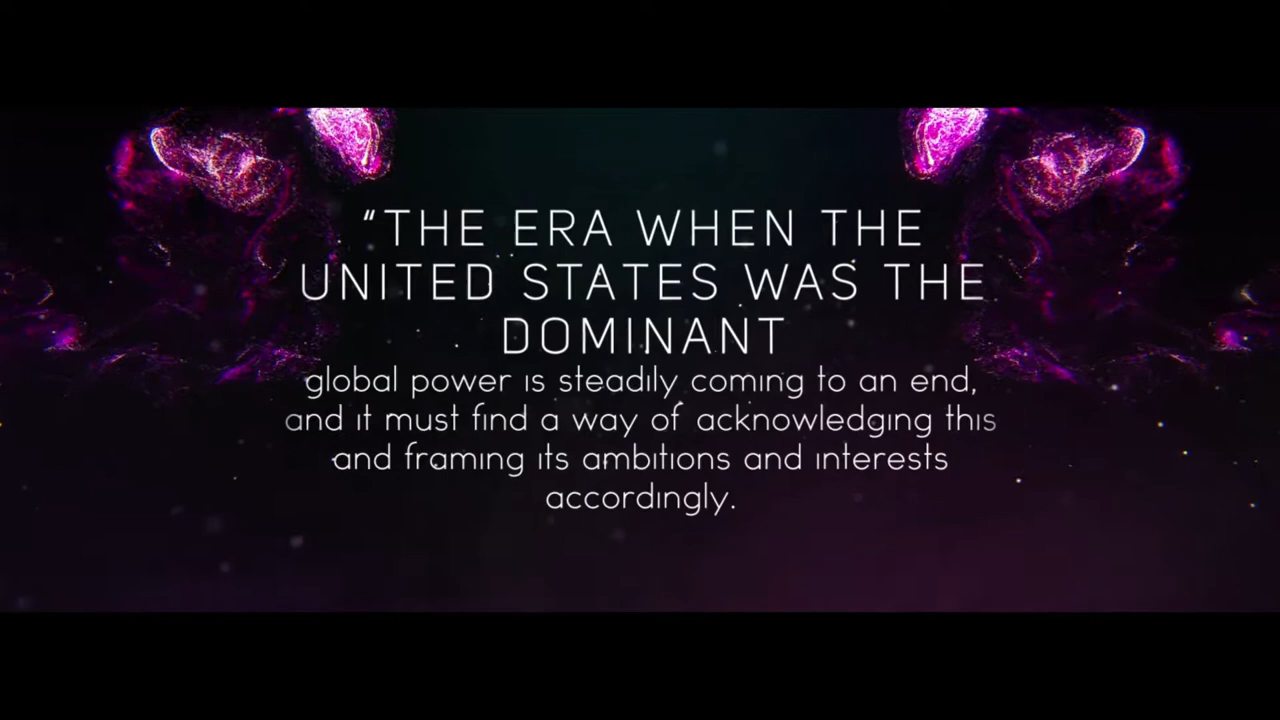 “THE ERA WHEN THE
UNITED STATES WAS THE
DOMINANT
global power is steadily coming to an end,
and it must find a way of acknowledging this
and framing its ambitions and interests
accordingly.